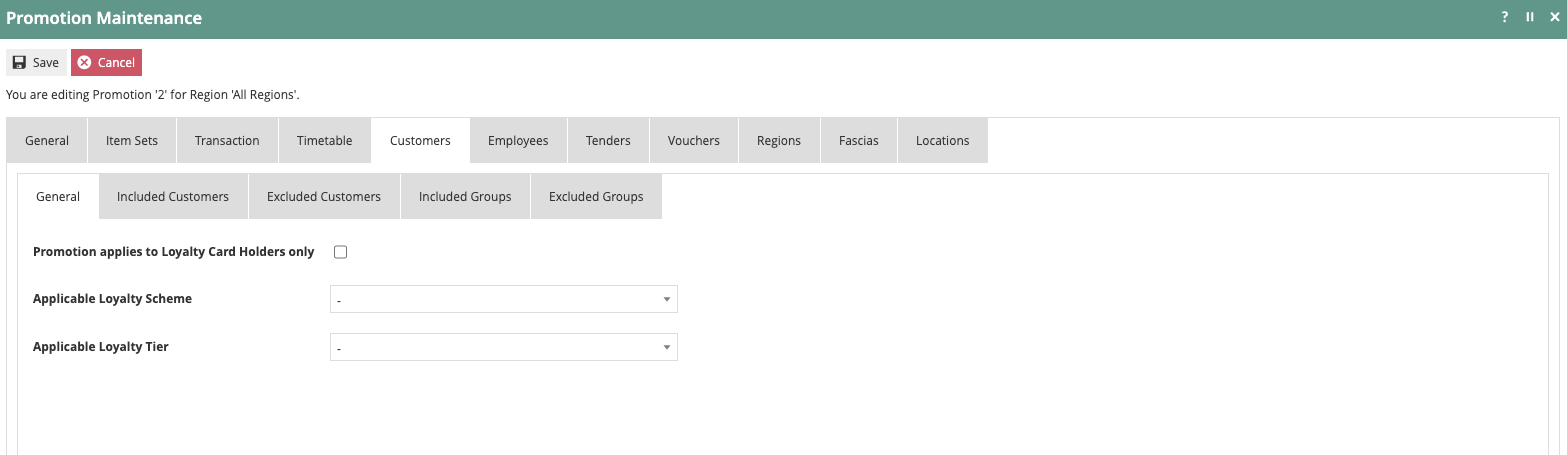 Promotion Maintenance ? II ×
Save Cancel
You are editing Promotion '2' for Region 'All Regions'.
General Item Sets Transaction Timetable Customers Employees Tenders Vouchers Regions Fascias Locations
General Included Customers Excluded Customers Included Groups Excluded Groups
Promotion applies to Loyalty Card Holders only
Applicable Loyalty Scheme -
Applicable Loyalty Tier -